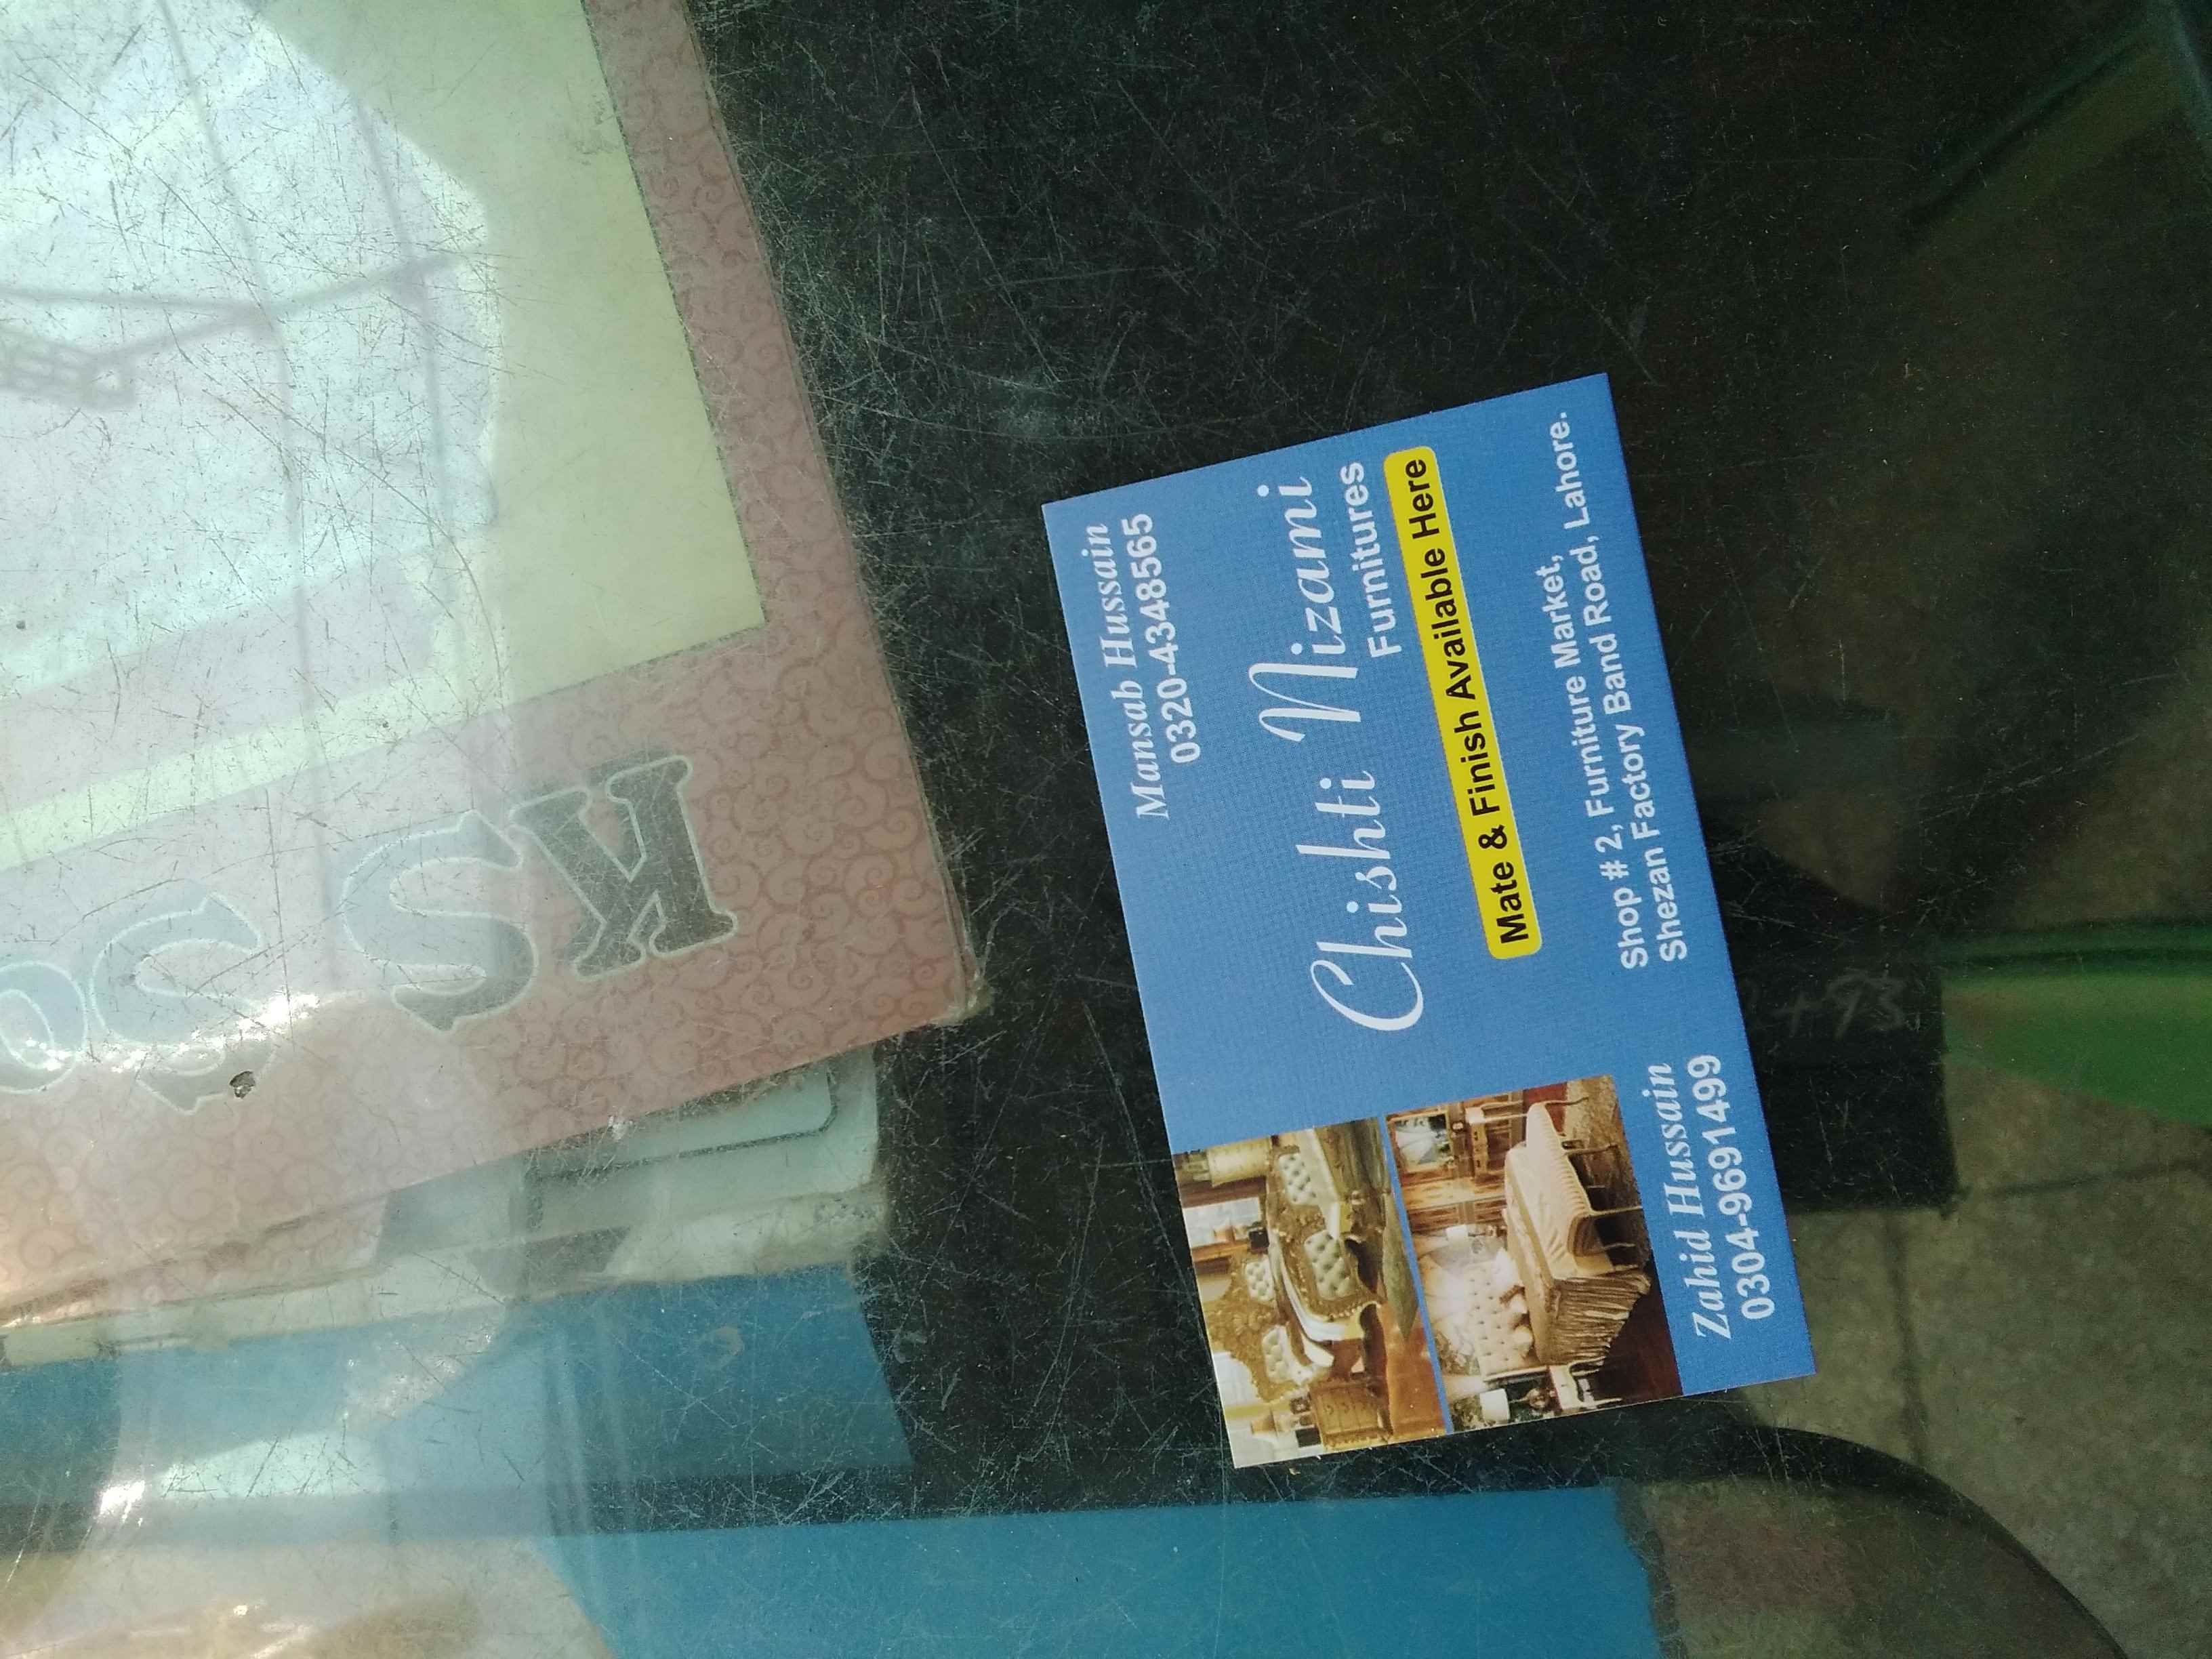 KSC
Mansab Hussain
0320-4348565
Chishti Nizami
Furnitures
Mate & Finish Available Here
Shop # 2, Furniture Market,
Shezan Factory Band Road, Lahore.
Zahid Hussain
0304-9691499